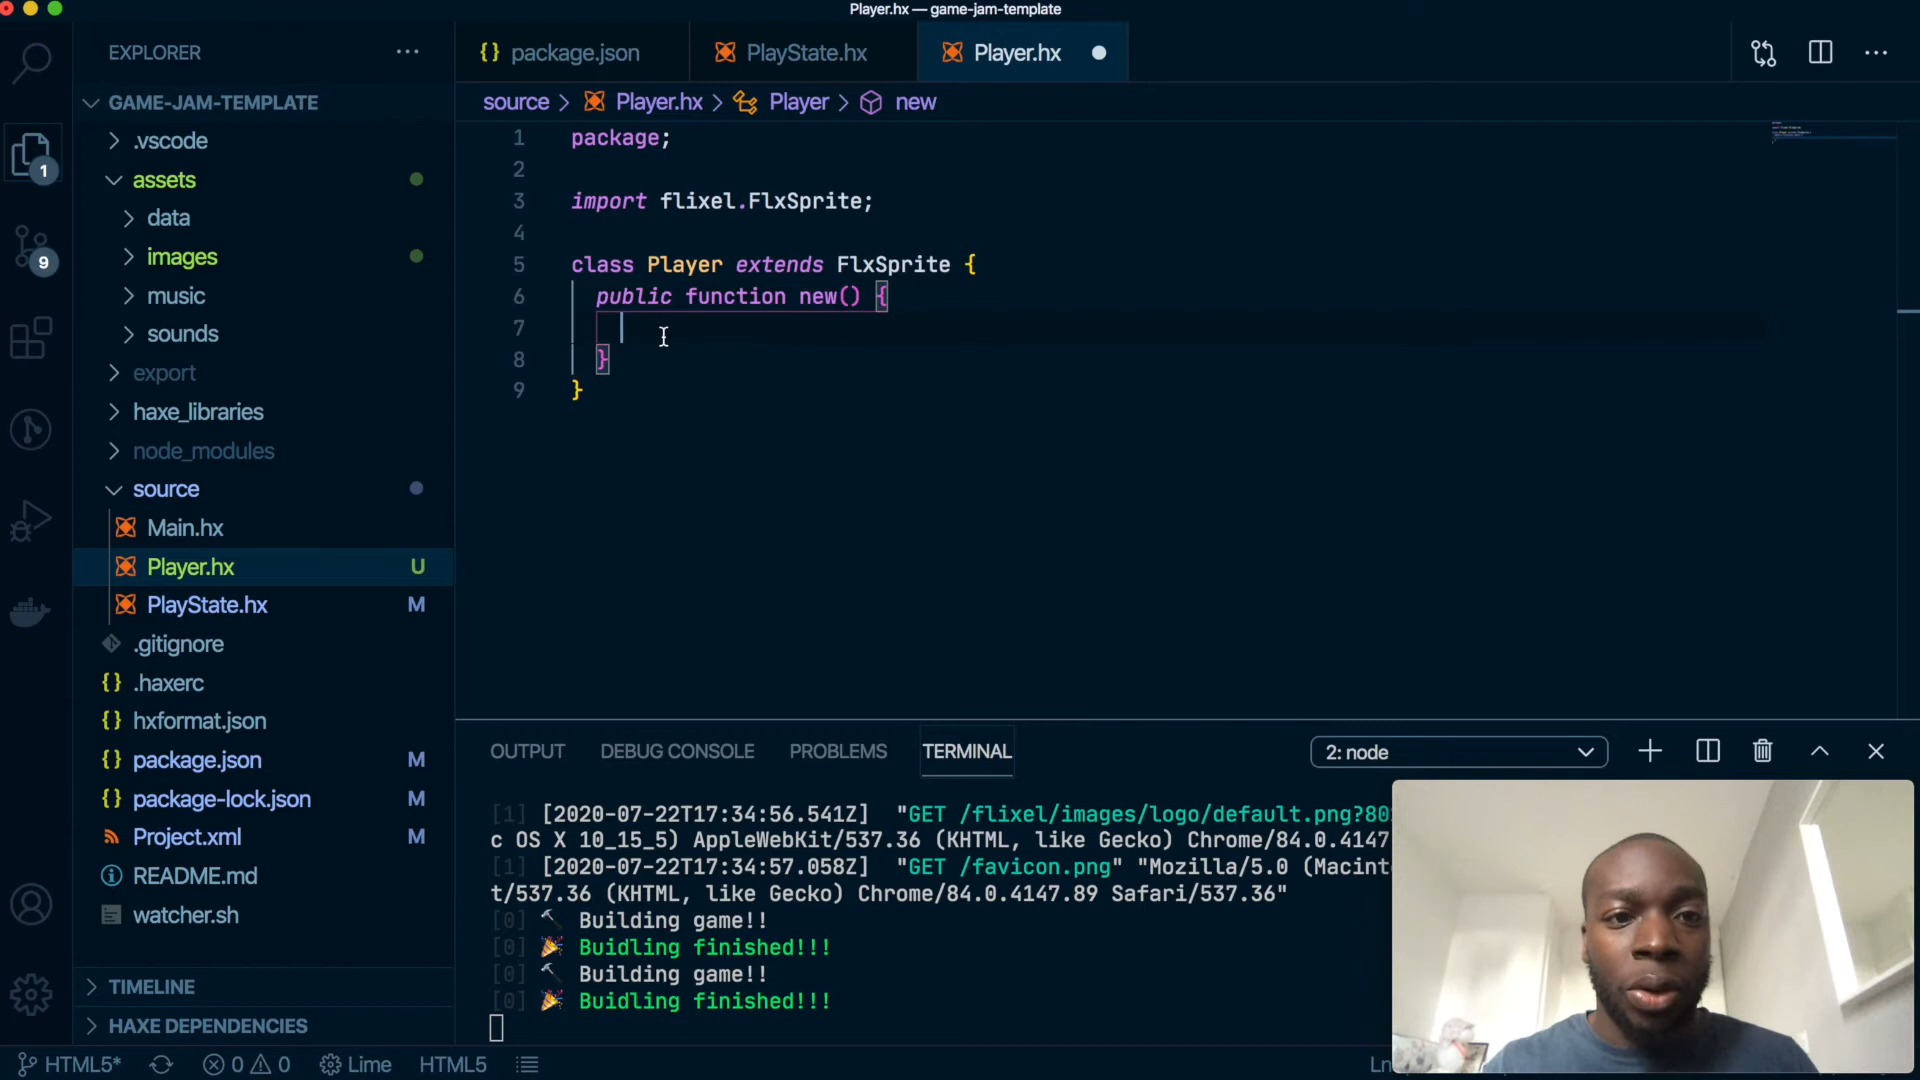 Player.hx — game-jam-template
EXPLORER
GAME-JAM-TEMPLATE
.vscode
assets
data
images
music
sounds
export
haxe_libraries
node_modules
source
Main.hx
Player.hx U
PlayState.hx M
.gitignore
.haxerc
hxformat.json
package.json M
package-lock.json M
Project.xml M
README.md
watcher.sh
TIMELINE
HAXE DEPENDENCIES
1
9
package.json PlayState.hx Player.hx
source > Player.hx > Player > new
1 package;
2
3 import flixel.FlxSprite;
4
5 class Player extends FlxSprite {
6 public function new() {
7
8 }
9 }
OUTPUT DEBUG CONSOLE PROBLEMS TERMINAL 2: node
[1] [2020-07-22T17:34:56.541Z] "GET /flixel/images/logo/default.png?80
c OS X 10_15_5) AppleWebKit/537.36 (KHTML, like Gecko) Chrome/84.0.4147
[1] [2020-07-22T17:34:57.058Z] "GET /favicon.png" "Mozilla/5.0 (Macint
t/537.36 (KHTML, like Gecko) Chrome/84.0.4147.89 Safari/537.36"
[0] 🔨 Building game!!
[0] 🎉 Buidling finished!!!
[0] 🔨 Building game!!
[0] 🎉 Buidling finished!!!
HTML5* 0 0 Lime HTML5 Ln